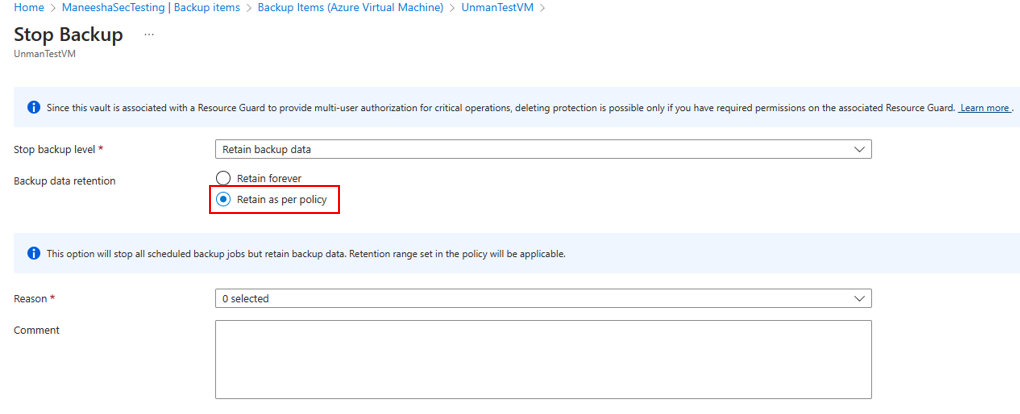 Home > ManeeshaSecTesting | Backup items > Backup Items (Azure Virtual Machine) > UnmanTestVM >
Stop Backup ...
UnmanTestVM
Since this vault is associated with a Resource Guard to provide multi-user authorization for critical operations, deleting protection is possible only if you have required permissions on the associated Resource Guard. Learn more .
Stop backup level * Retain backup data
Backup data retention Retain forever
Retain as per policy
This option will stop all scheduled backup jobs but retain backup data. Retention range set in the policy will be applicable.
Reason * 0 selected
Comment